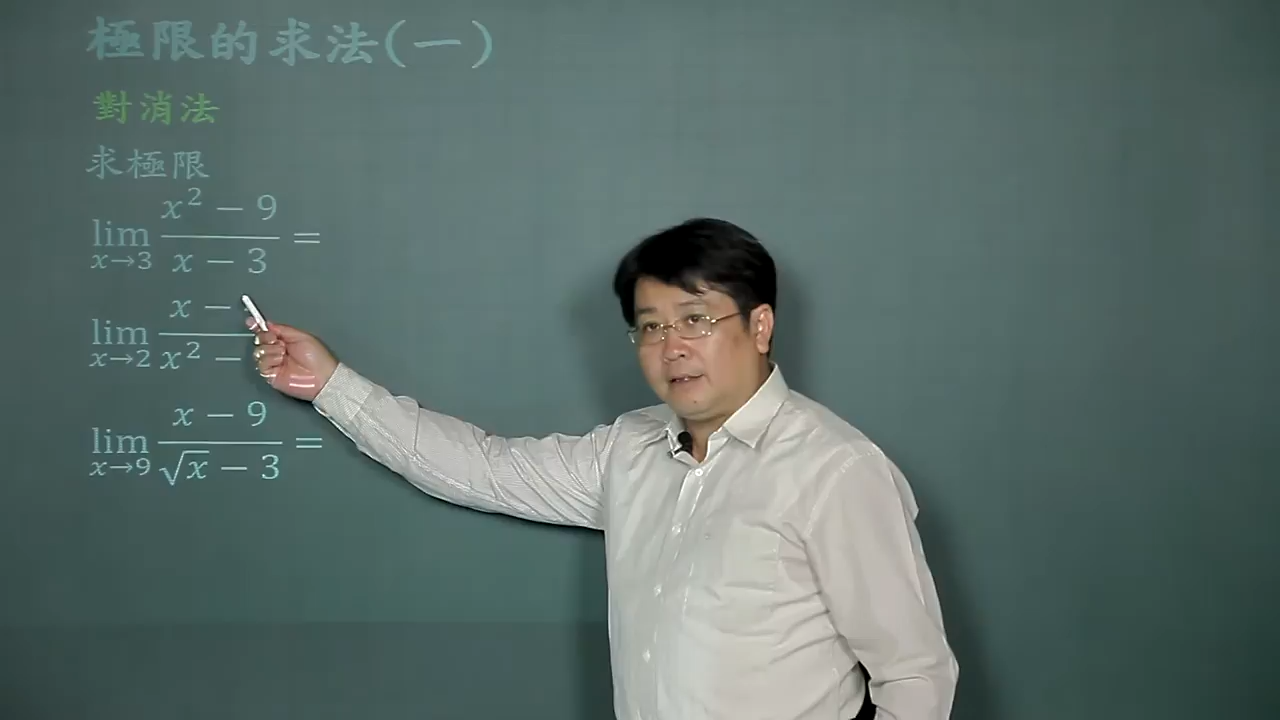 極限的求法(一)
對消法
求極限
lim x→3 x² − 9 / x − 3 =
lim x→2 x − / x² −
lim x→9 x − 9 / √x − 3 =